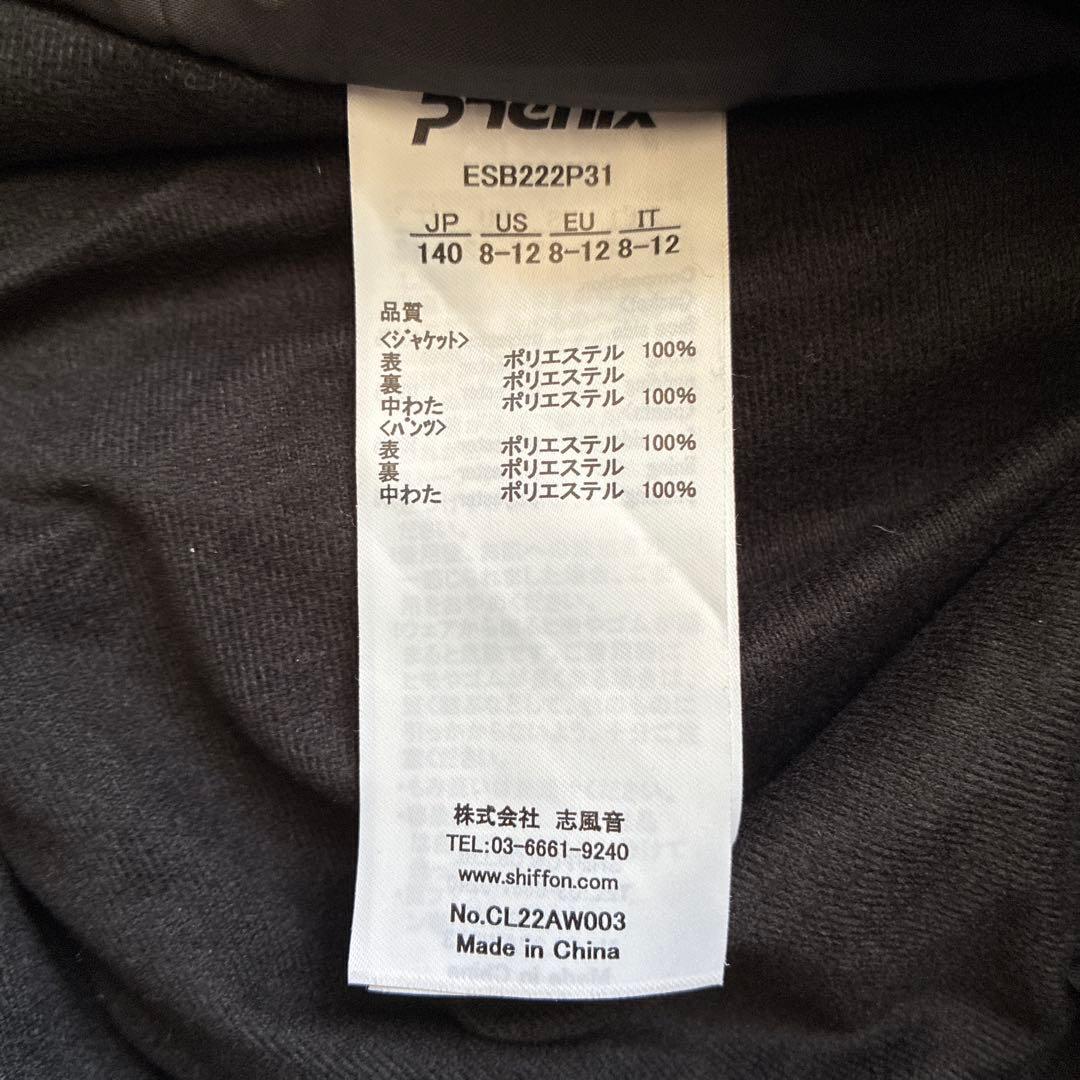 phenix
ESB222P31
JP US EU IT
140 8-12 8-12 8-12
品質
<ジャケット>
表 ポリエステル 100%
裏 ポリエステル
中わた ポリエステル 100%
<パンツ>
表 ポリエステル 100%
裏 ポリエステル
中わた ポリエステル 100%
株式会社 志風音
TEL:03-6661-9240
www.shiffon.com
No.CL22AW003
Made in China